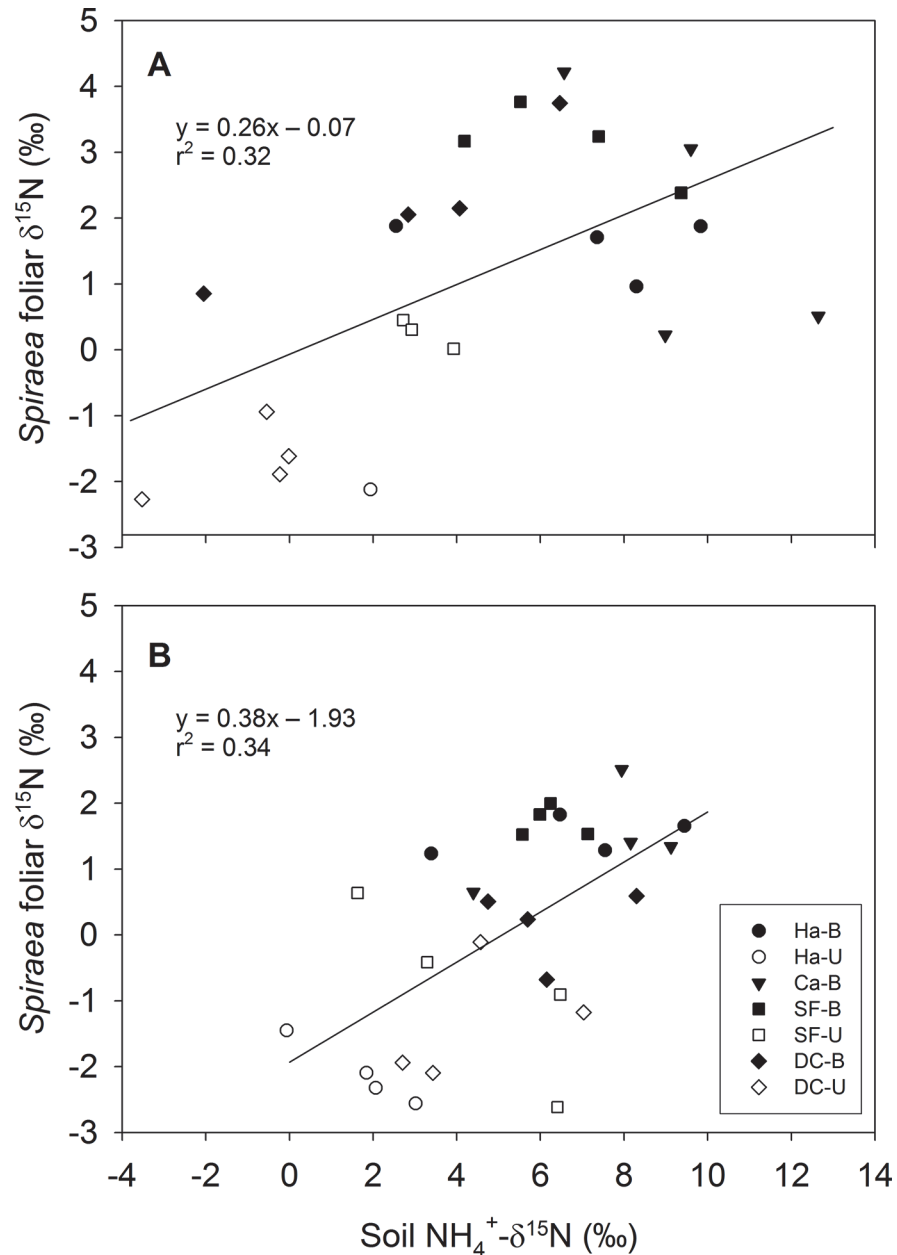 A
y = 0.26x – 0.07
r² = 0.32
5
4
3
2
1
0
-1
-2
-3
Spiraea foliar δ¹⁵N (‰)
B
y = 0.38x – 1.93
r² = 0.34
5
4
3
2
1
0
-1
-2
-3
Spiraea foliar δ¹⁵N (‰)
Ha-B
Ha-U
Ca-B
SF-B
SF-U
DC-B
DC-U
-4 -2 0 2 4 6 8 10 12 14
Soil NH₄⁺-δ¹⁵N (‰)